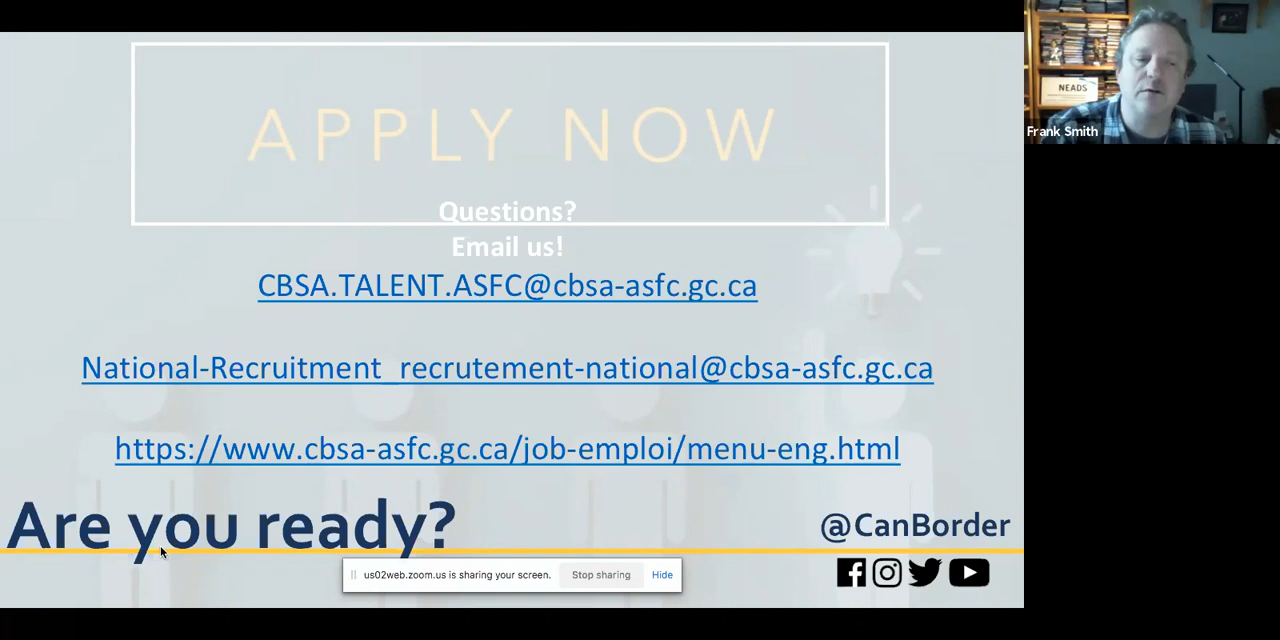 APPLY NOW
Questions?
Email us!
CBSA.TALENT.ASFC@cbsa-asfc.gc.ca
National-Recruitment_recrutement-national@cbsa-asfc.gc.ca
https://www.cbsa-asfc.gc.ca/job-emploi/menu-eng.html
Are you ready?
@CanBorder
us02web.zoom.us is sharing your screen.
Stop sharing
Hide
NEADS
Frank Smith